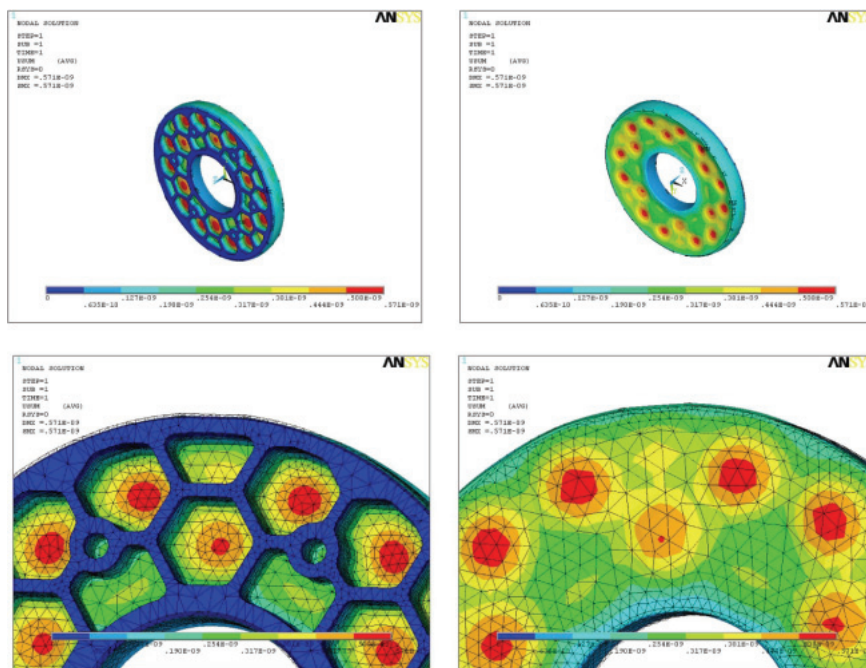 1
ANSYS
NODAL SOLUTION
STEP=1
SUB =1
TIME=1
USUM (AVG)
RSYS=0
DMX =.571E-09
SMX =.571E-09
0 .127E-09 .254E-09 .381E-09 .508E-09
.635E-10 .190E-09 .317E-09 .444E-09 .571E-09
1
ANSYS
NODAL SOLUTION
STEP=1
SUB =1
TIME=1
USUM (AVG)
RSYS=0
DMX =.571E-09
SMX =.571E-09
X
0 .127E-09 .254E-09 .381E-09 .508E-09
.635E-10 .190E-09 .317E-09 .444E-09
1
ANSYS
NODAL SOLUTION
STEP=1
SUB =1
TIME=1
USUM (AVG)
RSYS=0
DMX =.571E-09
SMX =.571E-09
.254E-09
.190E-09 .317E-09
1
ANSYS
NODAL SOLUTION
STEP=1
SUB =1
TIME=1
USUM (AVG)
RSYS=0
DMX =.571E-09
SMX =.571E-09
.254E-09 .381E-09
.190E-09 .317E-09